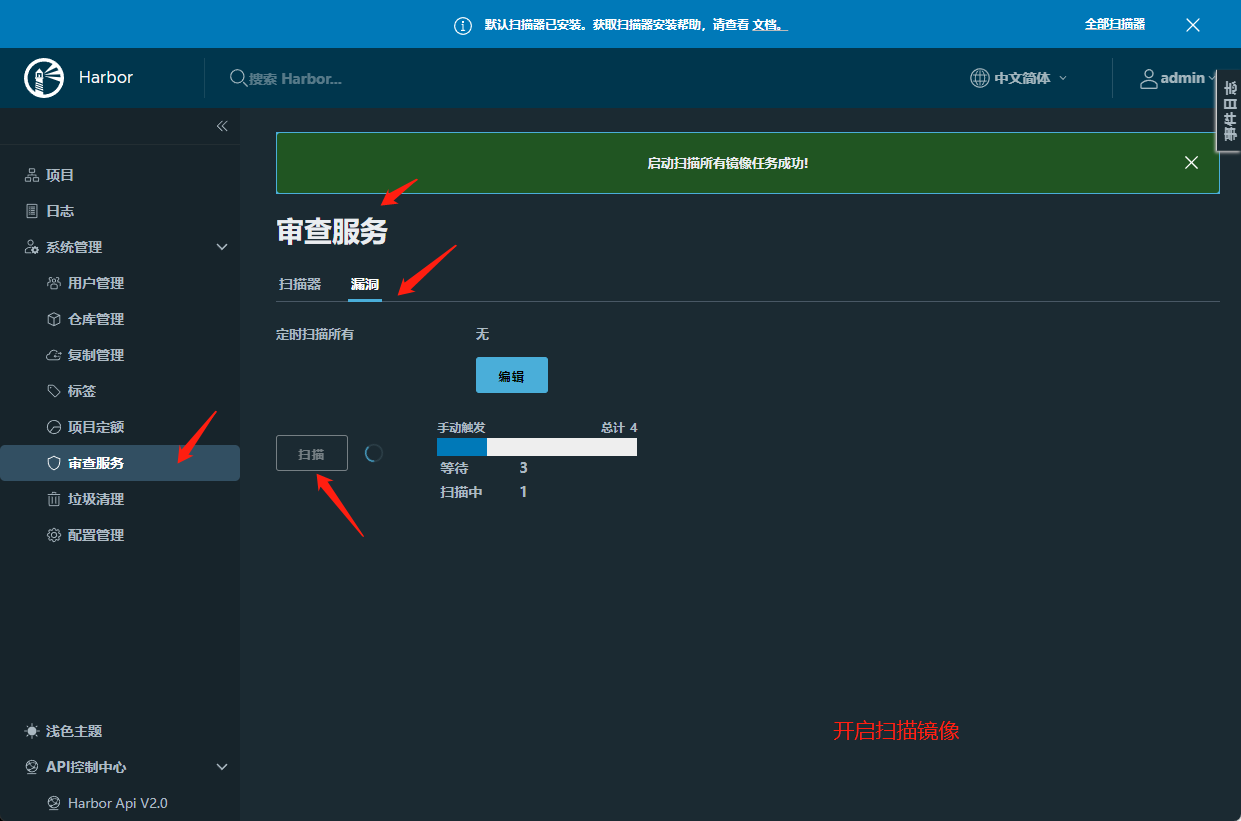 默认扫描器已安装。获取扫描器安装帮助，请查看 文档。
全部扫描器
Harbor
搜索 Harbor...
中文简体
admin
事件日志
项目
日志
系统管理
用户管理
仓库管理
复制管理
标签
项目定额
审查服务
垃圾清理
配置管理
浅色主题
API控制中心
Harbor Api V2.0
启动扫描所有镜像任务成功!
审查服务
扫描器 漏洞
定时扫描所有 无
编辑
扫描
手动触发 总计 4
等待 3
扫描中 1
开启扫描镜像